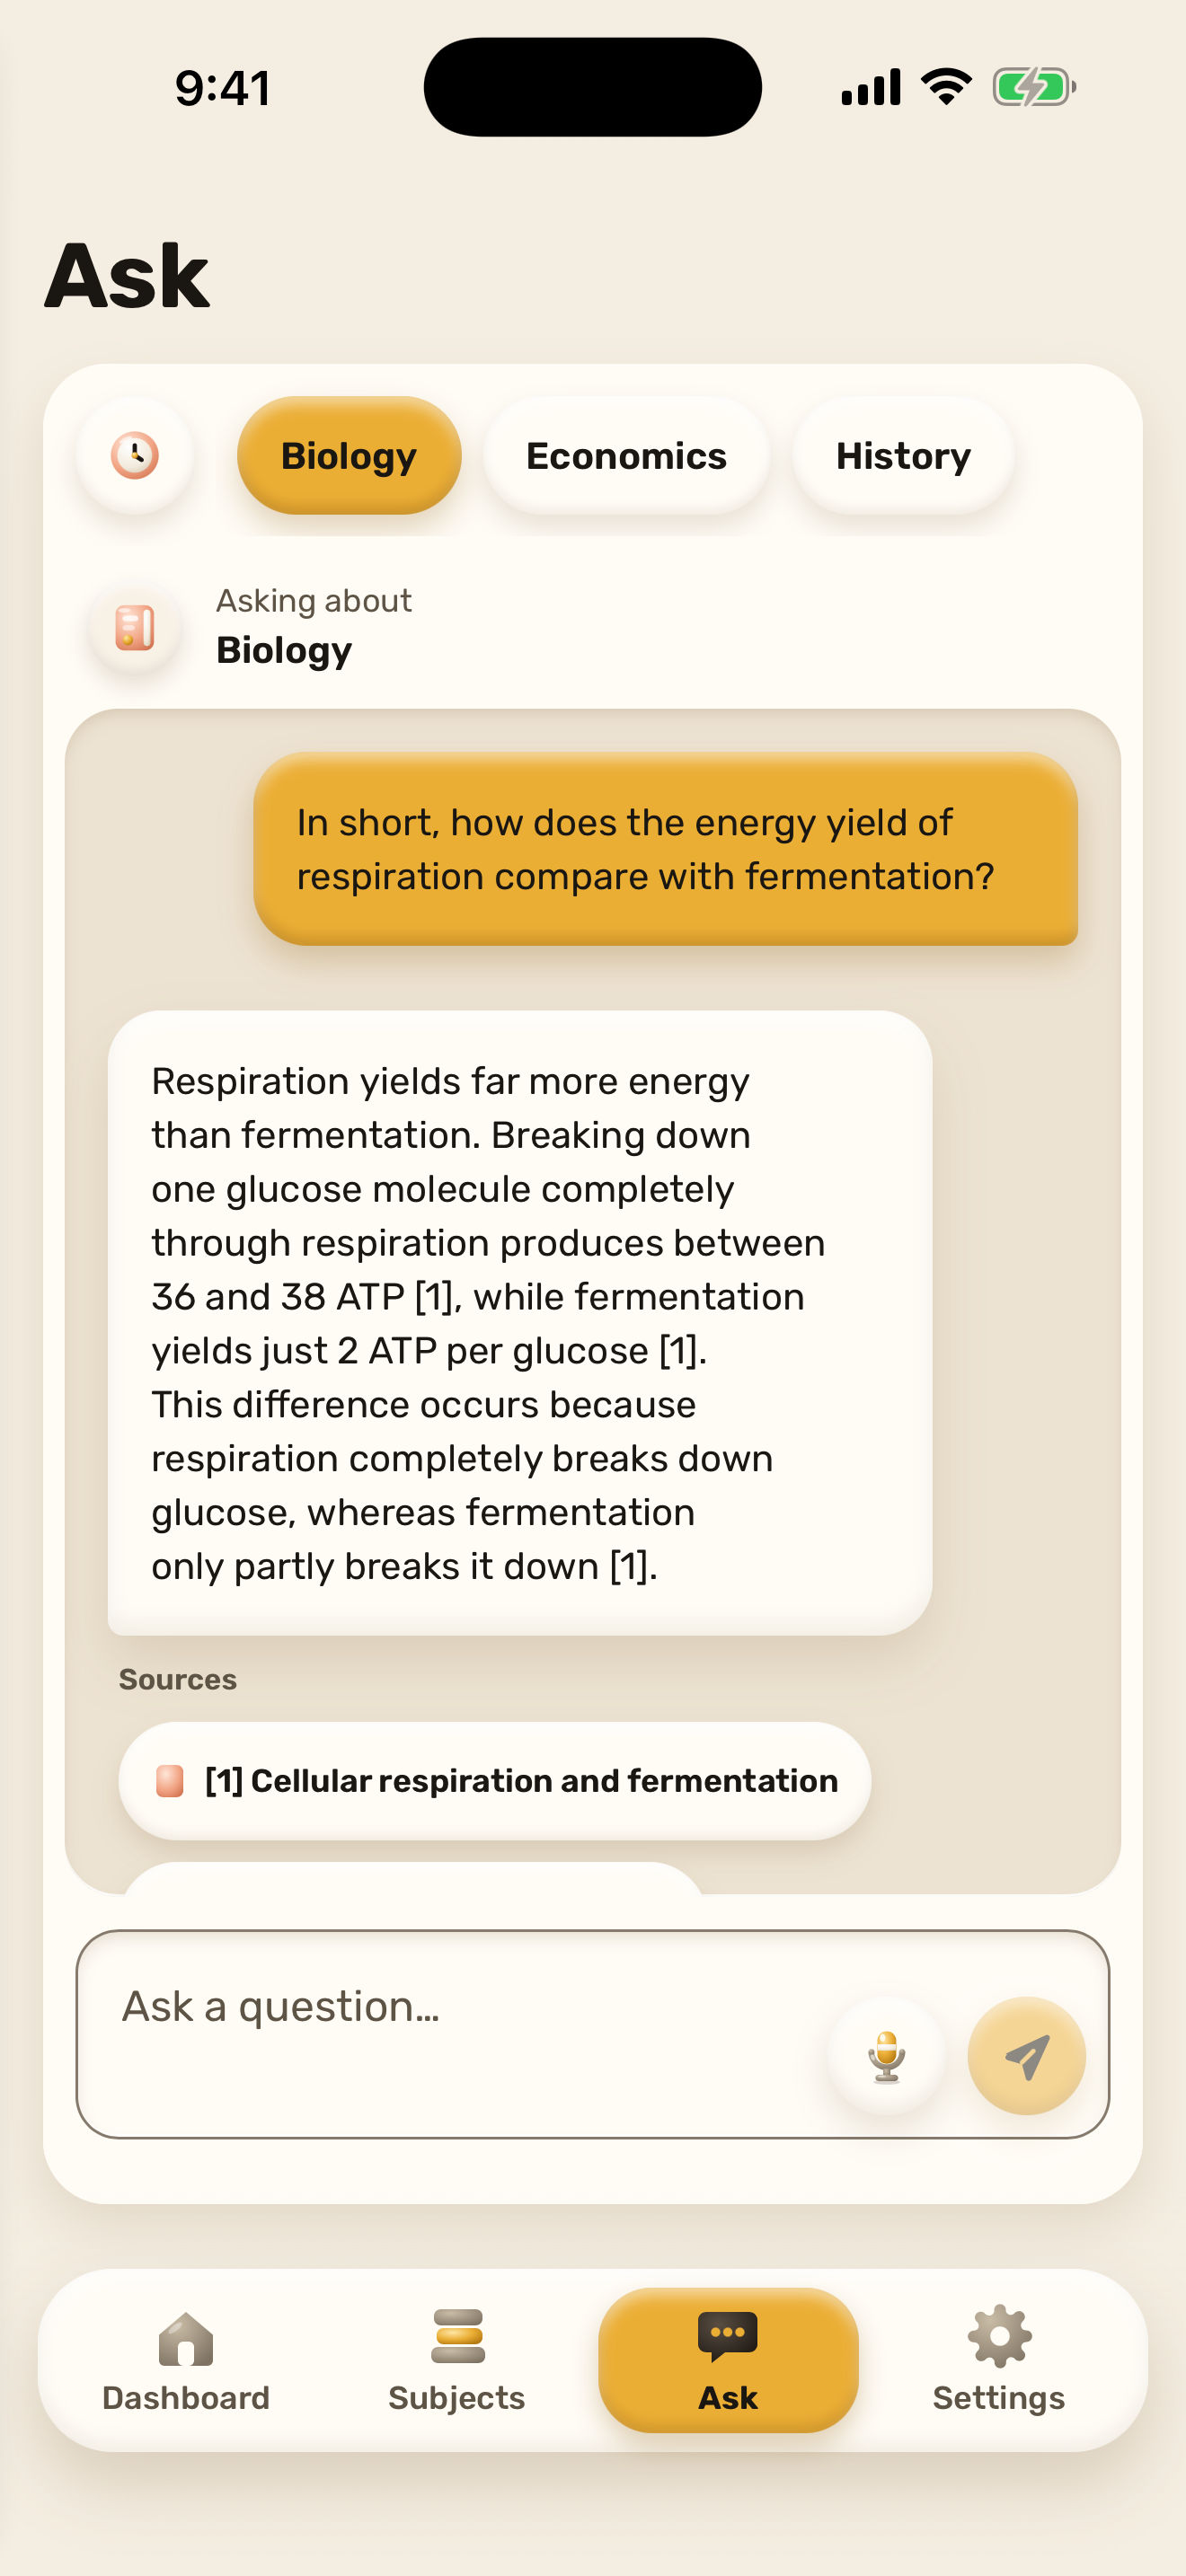 9:41
Ask
Biology
Economics
History
Asking about
Biology
In short, how does the energy yield of
respiration compare with fermentation?
Respiration yields far more energy
than fermentation. Breaking down
one glucose molecule completely
through respiration produces between
36 and 38 ATP [1], while fermentation
yields just 2 ATP per glucose [1].
This difference occurs because
respiration completely breaks down
glucose, whereas fermentation
only partly breaks it down [1].
Sources
[1] Cellular respiration and fermentation
Ask a question…
Dashboard
Subjects
Ask
Settings